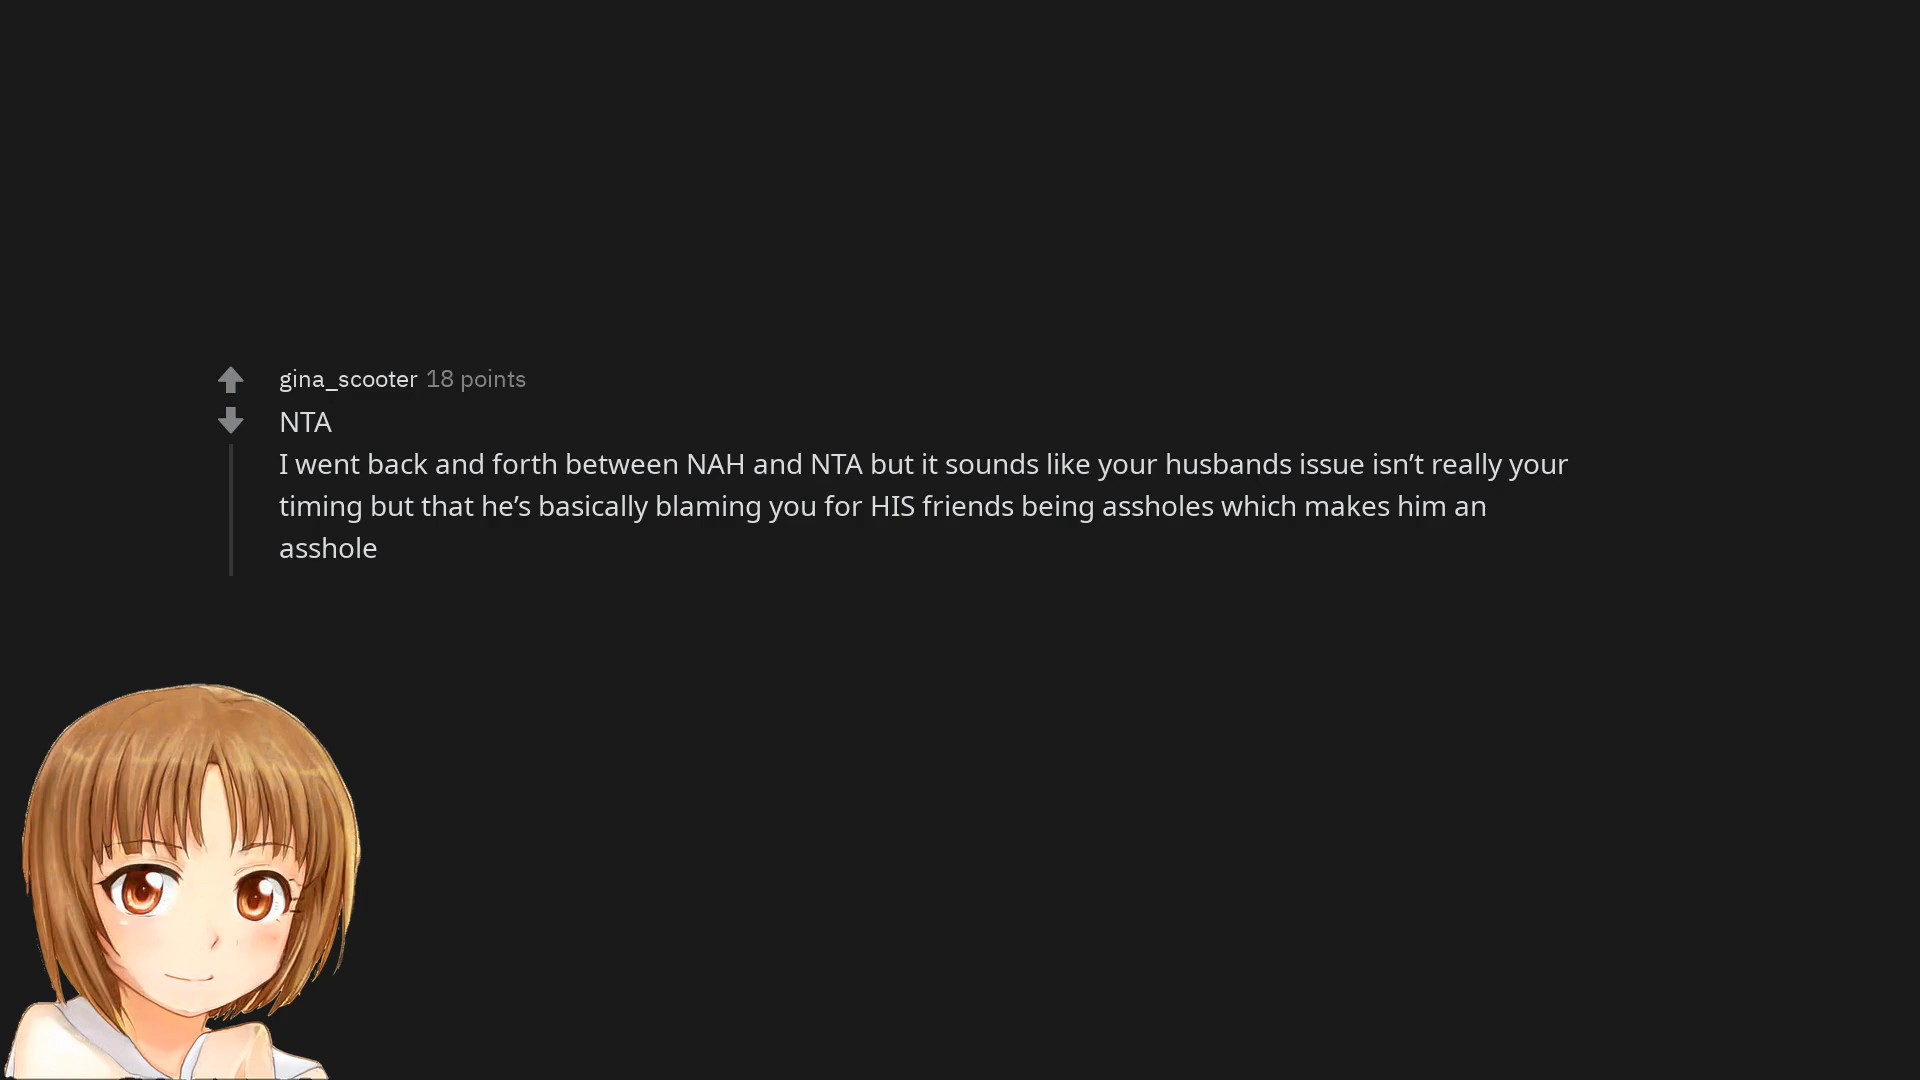 gina_scooter 18 points
NTA
I went back and forth between NAH and NTA but it sounds like your husbands issue isn’t really your
timing but that he’s basically blaming you for HIS friends being assholes which makes him an
asshole